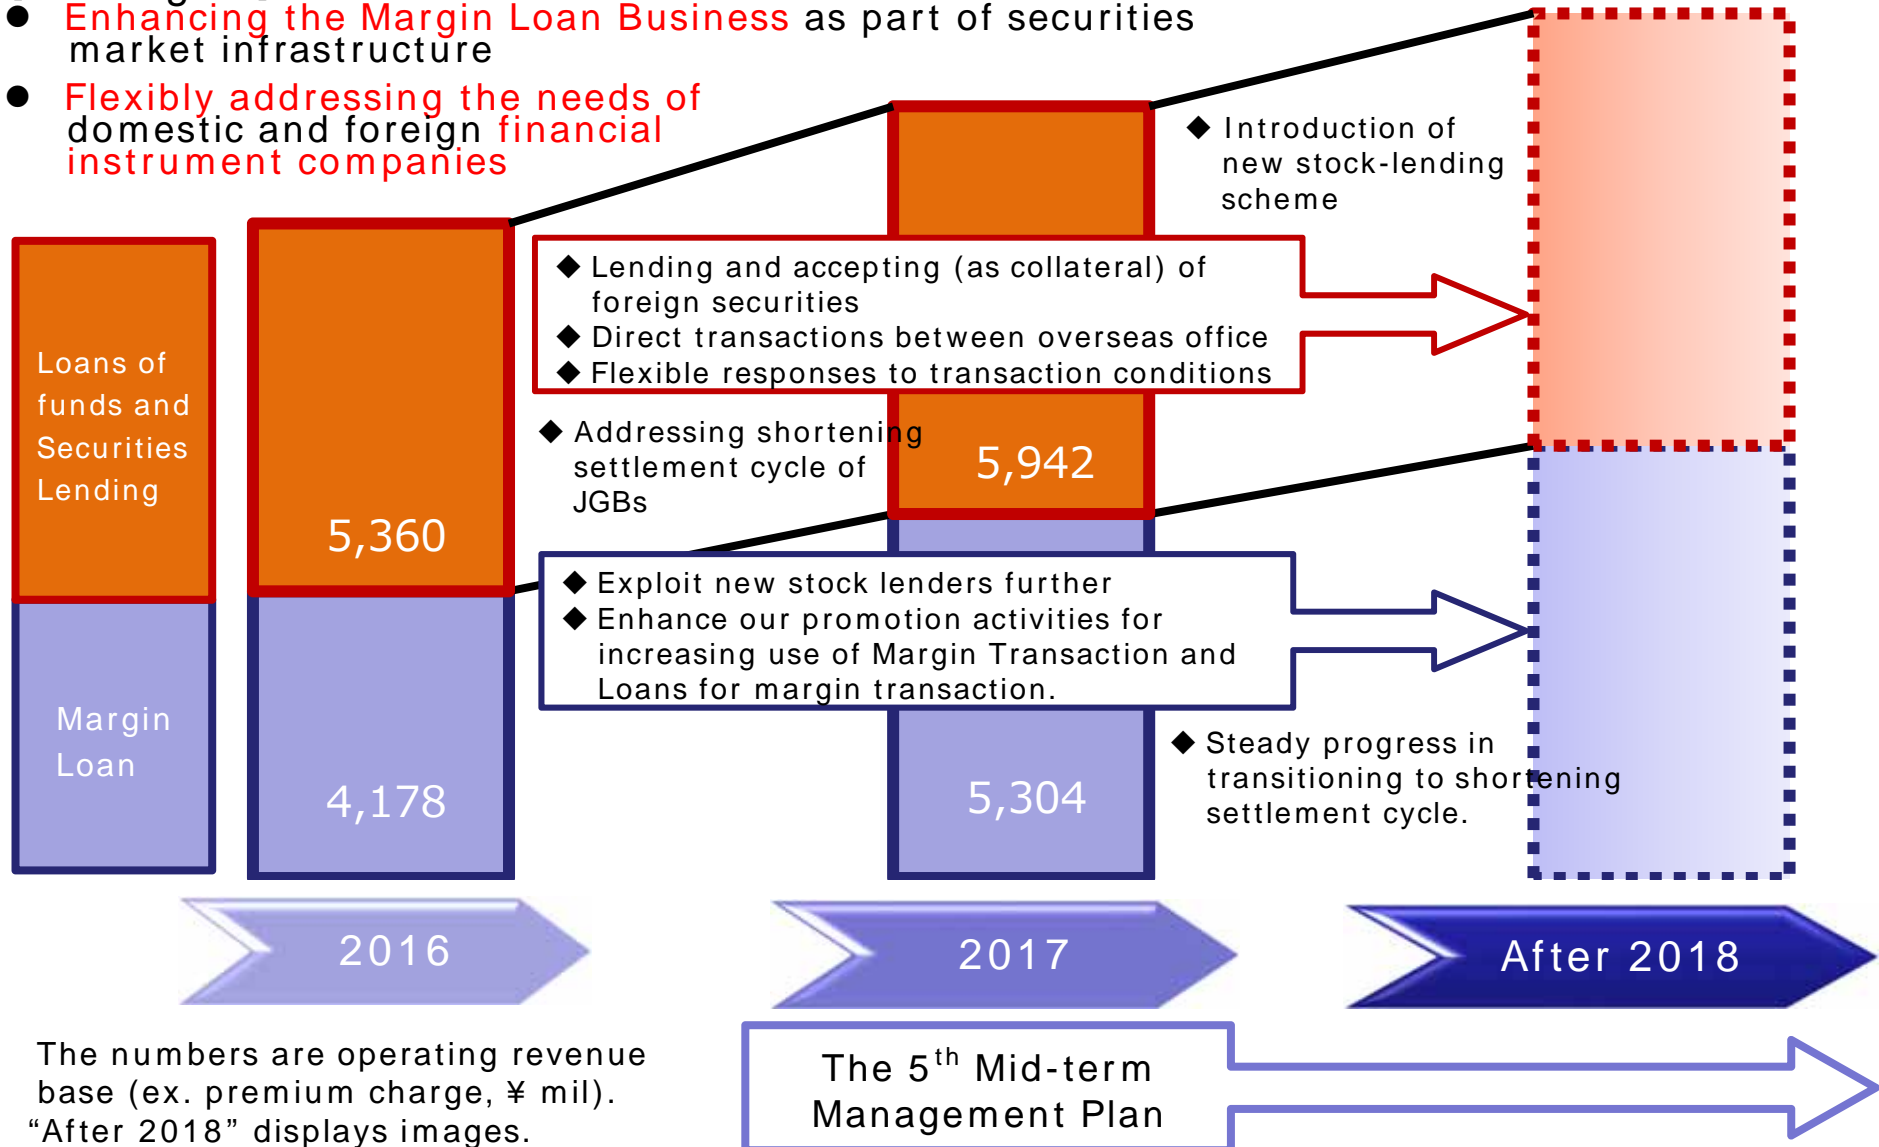 ● Enhancing the Margin Loan Business as part of securities
market infrastructure
● Flexibly addressing the needs of
domestic and foreign financial
instrument companies
◆ Introduction of
new stock-lending
scheme
◆ Lending and accepting (as collateral) of
foreign securities
◆ Direct transactions between overseas office
◆ Flexible responses to transaction conditions
Loans of
funds and
Securities
Lending
◆ Addressing shortening
settlement cycle of
JGBs
5,942
5,360
◆ Exploit new stock lenders further
◆ Enhance our promotion activities for
increasing use of Margin Transaction and
Loans for margin transaction.
Margin
Loan
◆ Steady progress in
transitioning to shortening
settlement cycle.
4,178
5,304
2016
2017
After 2018
The numbers are operating revenue
base (ex. premium charge, ¥ mil).
“After 2018” displays images.
The 5th Mid-term
Management Plan